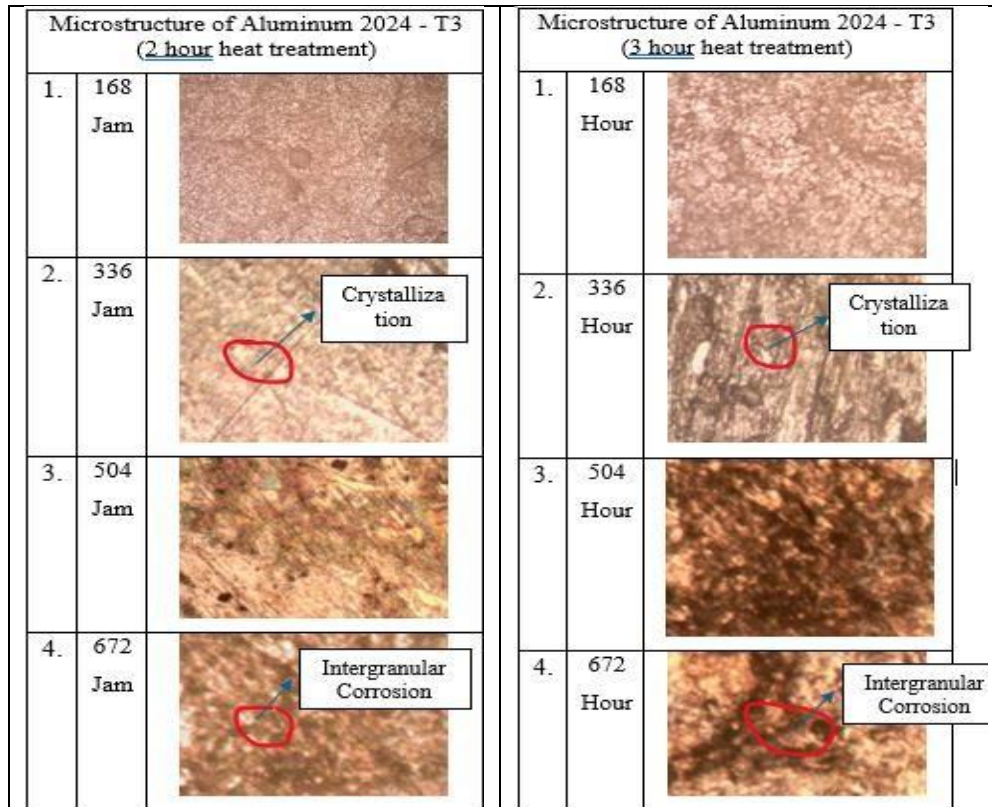 Microstructure of Aluminum 2024 - T3
(2 hour heat treatment)
1.
168
Jam
2.
336
Jam
Crystalliza
tion
3.
504
Jam
4.
672
Jam
Intergranular
Corrosion
Microstructure of Aluminum 2024 - T3
(3 hour heat treatment)
1.
168
Hour
2.
336
Hour
Crystalliza
tion
3.
504
Hour
4.
672
Hour
Intergranular
Corrosion